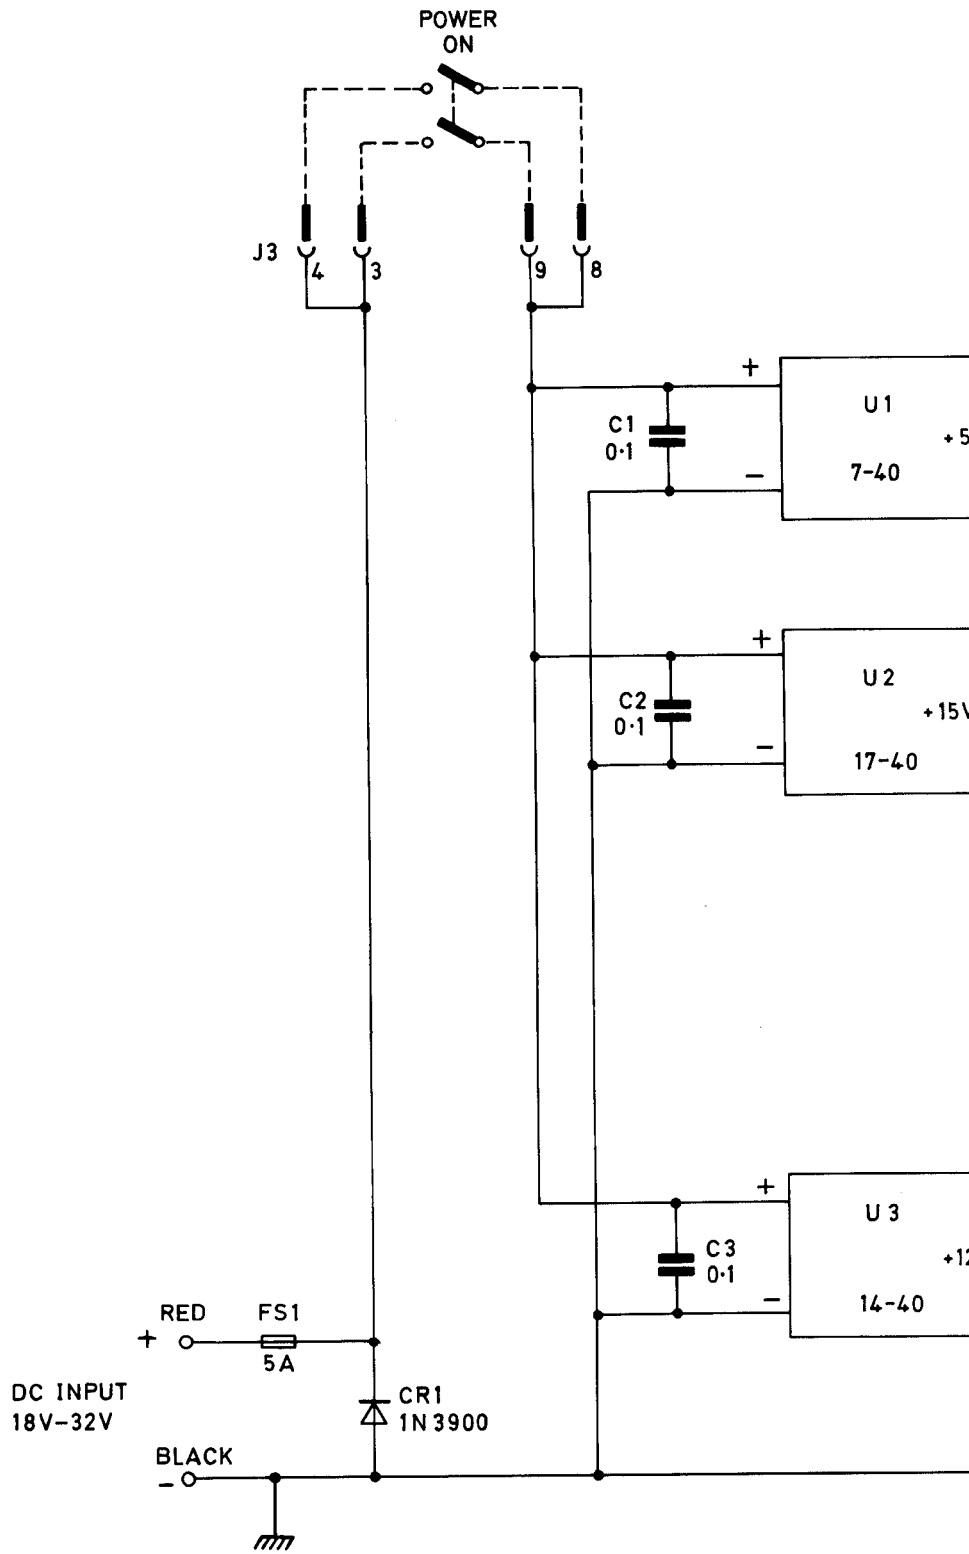 POWER
ON
J3
4
3
9
8
+
U1
C1
0·1
+5
7-40
−
+
U2
C2
0·1
+15V
17-40
−
+
U3
C3
0·1
+12
14-40
−
RED
FS1
+
5A
DC INPUT
18V-32V
CR1
1N3900
BLACK
−